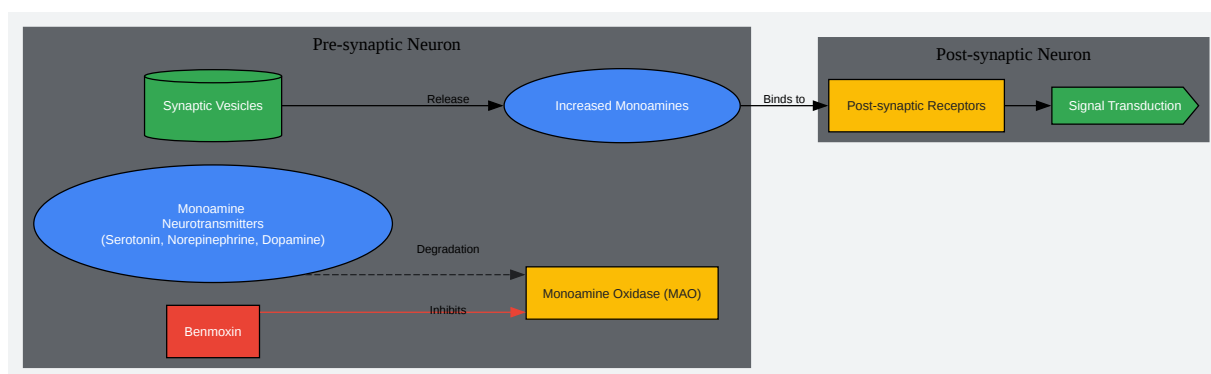 Pre-synaptic Neuron
Post-synaptic Neuron
Synaptic Vesicles
Release
Increased Monoamines
Binds to
Post-synaptic Receptors
Signal Transduction
Monoamine
Neurotransmitters
(Serotonin, Norepinephrine, Dopamine)
Degradation
Monoamine Oxidase (MAO)
Inhibits
Benmoxin